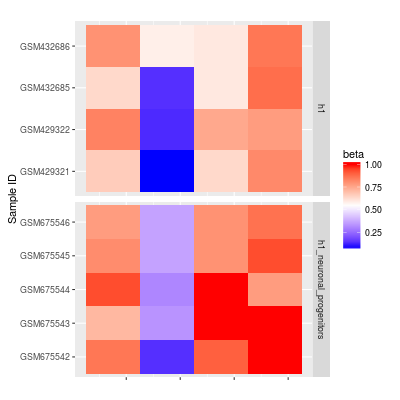 GSM432686
GSM432685
GSM429322
GSM429321
h1
GSM675546
GSM675545
GSM675544
GSM675543
GSM675542
h1_neuronal_progenitors
Sample ID
beta
1.00
0.75
0.50
0.25